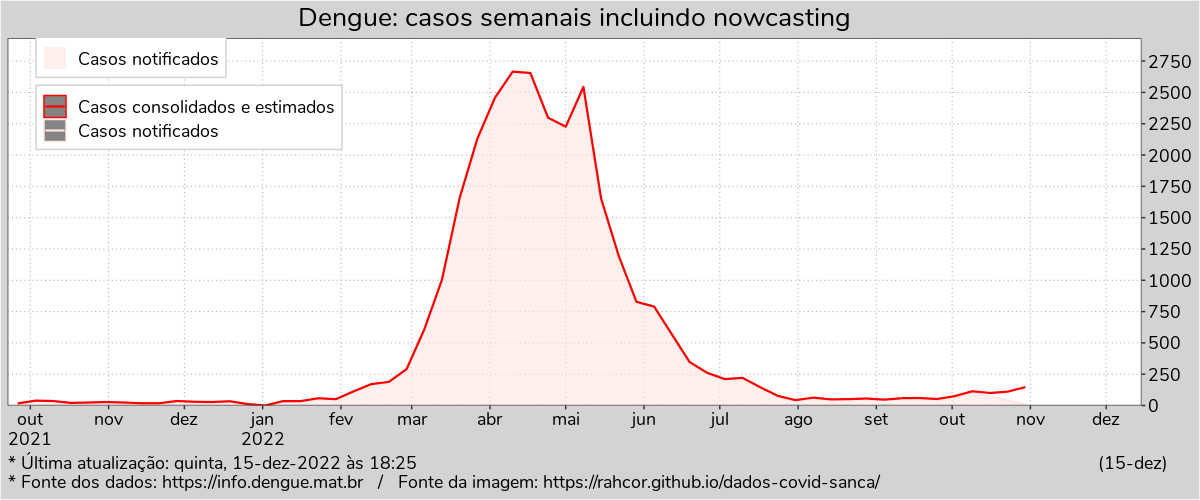 Dengue: casos semanais incluindo nowcasting
Casos notificados
Casos consolidados e estimados
Casos notificados
2750
2500
2250
2000
1750
1500
1250
1000
750
500
250
0
out nov dez jan fev mar abr mai jun jul ago set out nov dez
2021 2022
* Última atualização: quinta, 15-dez-2022 às 18:25 (15-dez)
* Fonte dos dados: https://info.dengue.mat.br / Fonte da imagem: https://rahcor.github.io/dados-covid-sanca/